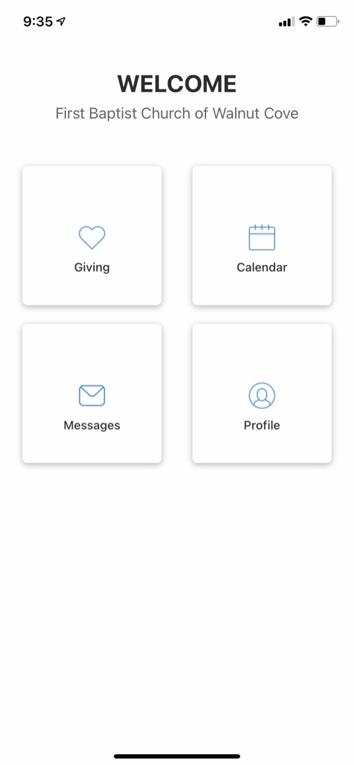 9:35
WELCOME
First Baptist Church of Walnut Cove
Giving
Calendar
Messages
Profile